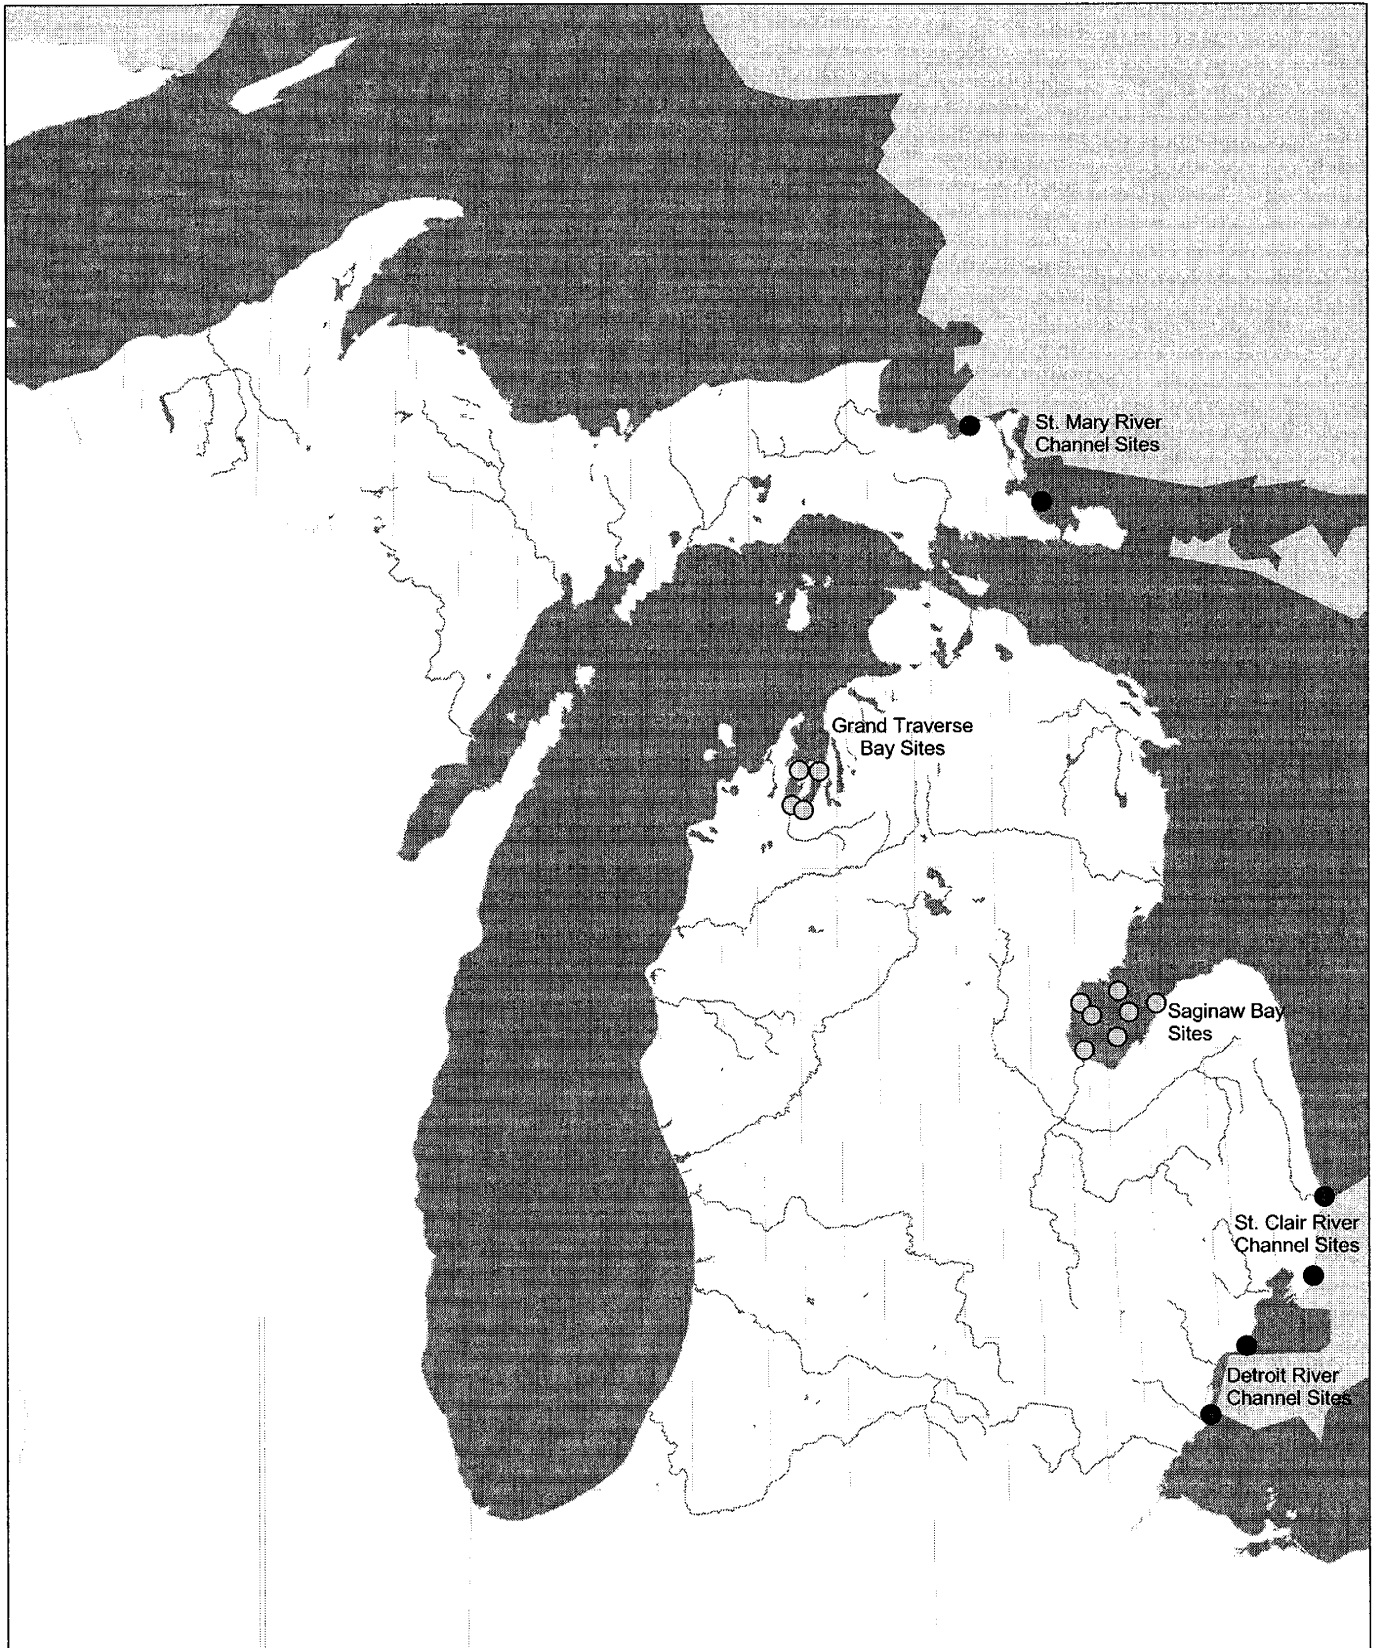 St. Mary River
Channel Sites
Grand Traverse
Bay Sites
Saginaw Bay
Sites
St. Clair River
Channel Sites
Detroit River
Channel Sites